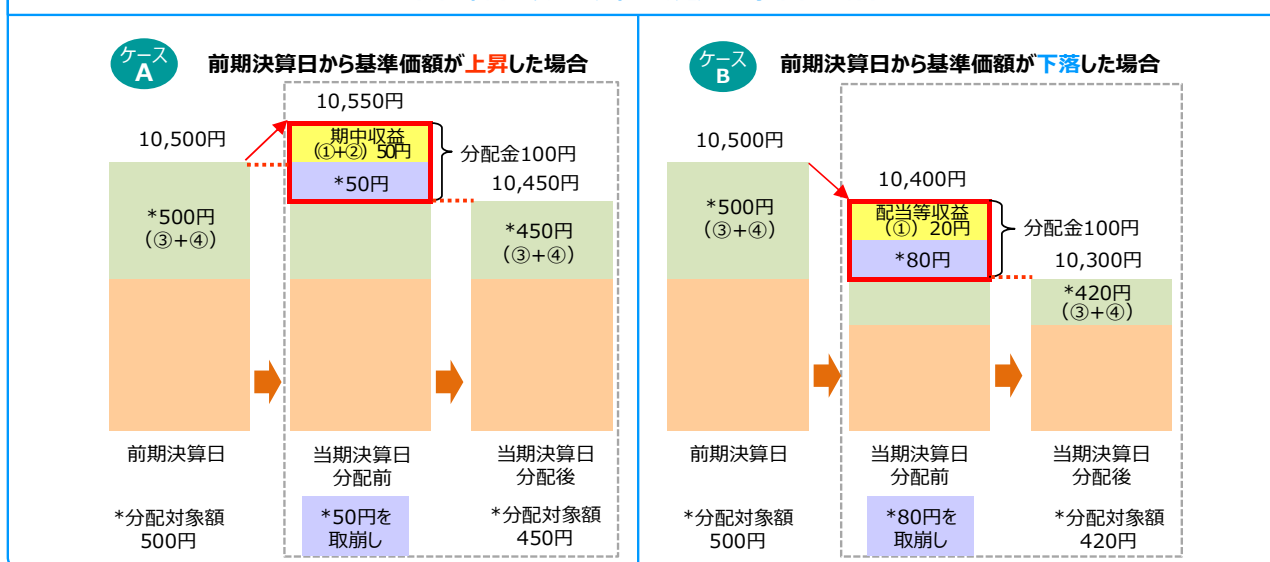 ケース
A
前期決算日から基準価額が上昇した場合
10,550円
10,500円
期中収益
(①+②) 50円
分配金100円
*50円
10,450円
*500円
(③+④)
*450円
(③+④)
前期決算日
当期決算日
分配前
当期決算日
分配後
*分配対象額
500円
*50円を
取崩し
*分配対象額
450円
ケース
B
前期決算日から基準価額が下落した場合
10,500円
10,400円
配当等収益
(①) 20円
分配金100円
*500円
(③+④)
*80円
10,300円
*420円
(③+④)
前期決算日
当期決算日
分配前
当期決算日
分配後
*分配対象額
500円
*80円を
取崩し
*分配対象額
420円